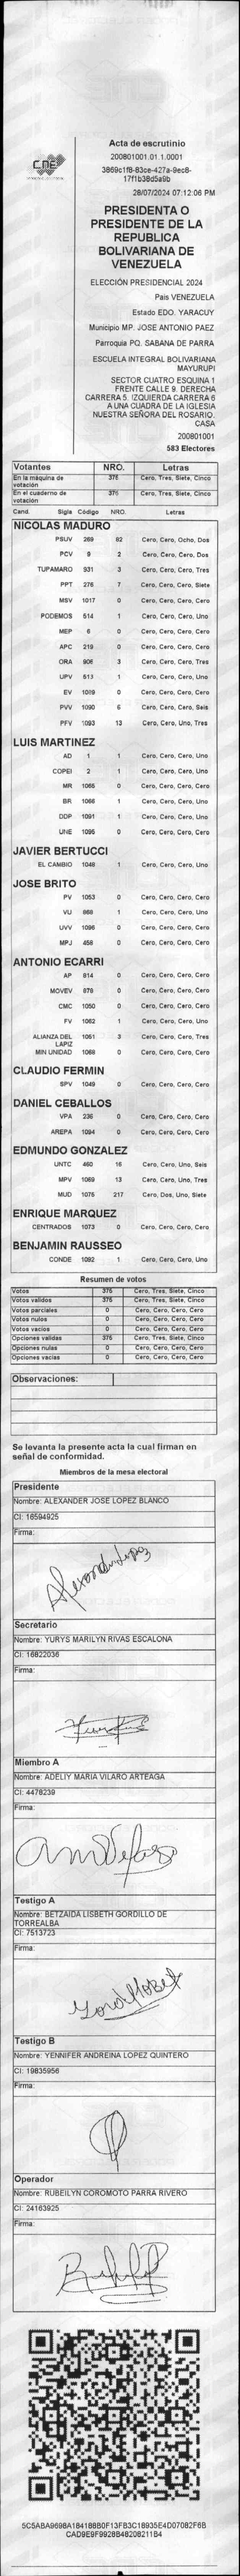 CNE
Acta de escrutinio
200801001.01.1.0001
3869c1f8-83ce-427a-9ec8-
17f1b38d5a9b
28/07/2024 07:12:06 PM
PRESIDENTA O
PRESIDENTE DE LA
REPUBLICA
BOLIVARIANA DE
VENEZUELA
ELECCIÓN PRESIDENCIAL 2024
Pais VENEZUELA
Estado EDO. YARACUY
Municipio MP. JOSE ANTONIO PAEZ
Parroquia PQ. SABANA DE PARRA
ESCUELA INTEGRAL BOLIVARIANA
MAYURUPI
SECTOR CUATRO ESQUINA 1
FRENTE CALLE 9. DERECHA
CARRERA 5. IZQUIERDA CARRERA 6
A UNA CUADRA DE LA IGLESIA
NUESTRA SEÑORA DEL ROSARIO.
CASA
200801001
583 Electores
Votantes NRO. Letras
En la máquina de votación 375 Cero, Tres, Siete, Cinco
En el cuaderno de votación 375 Cero, Tres, Siete, Cinco
Cand. Sigla Código NRO. Letras
NICOLAS MADURO
PSUV 269 82 Cero, Cero, Ocho, Dos
PCV 9 2 Cero, Cero, Cero, Dos
TUPAMARO 931 3 Cero, Cero, Cero, Tres
PPT 276 7 Cero, Cero, Cero, Siete
MSV 1017 0 Cero, Cero, Cero, Cero
PODEMOS 514 1 Cero, Cero, Cero, Uno
MEP 6 0 Cero, Cero, Cero, Cero
APC 219 0 Cero, Cero, Cero, Cero
ORA 906 3 Cero, Cero, Cero, Tres
UPV 513 1 Cero, Cero, Cero, Uno
EV 1089 0 Cero, Cero, Cero, Cero
PVV 1090 6 Cero, Cero, Cero, Seis
PFV 1093 13 Cero, Cero, Uno, Tres
LUIS MARTINEZ
AD 1 1 Cero, Cero, Cero, Uno
COPEI 2 1 Cero, Cero, Cero, Uno
MR 1065 0 Cero, Cero, Cero, Cero
BR 1066 1 Cero, Cero, Cero, Uno
DDP 1091 1 Cero, Cero, Cero, Uno
UNE 1095 0 Cero, Cero, Cero, Cero
JAVIER BERTUCCI
EL CAMBIO 1048 1 Cero, Cero, Cero, Uno
JOSE BRITO
PV 1053 0 Cero, Cero, Cero, Cero
VU 868 1 Cero, Cero, Cero, Uno
UVV 1096 0 Cero, Cero, Cero, Cero
MPJ 458 0 Cero, Cero, Cero, Cero
ANTONIO ECARRI
AP 814 0 Cero, Cero, Cero, Cero
MOVEV 676 0 Cero, Cero, Cero, Cero
CMC 1050 0 Cero, Cero, Cero, Cero
FV 1062 1 Cero, Cero, Cero, Uno
ALIANZA DEL LAPIZ 1051 3 Cero, Cero, Cero, Tres
MIN UNIDAD 1088 0 Cero, Cero, Cero, Cero
CLAUDIO FERMIN
SPV 1049 0 Cero, Cero, Cero, Cero
DANIEL CEBALLOS
VPA 236 0 Cero, Cero, Cero, Cero
AREPA 1094 0 Cero, Cero, Cero, Cero
EDMUNDO GONZALEZ
UNTC 460 16 Cero, Cero, Uno, Seis
MPV 1069 13 Cero, Cero, Uno, Tres
MUD 1075 217 Cero, Dos, Uno, Siete
ENRIQUE MARQUEZ
CENTRADOS 1073 0 Cero, Cero, Cero, Cero
BENJAMIN RAUSSEO
CONDE 1092 1 Cero, Cero, Cero, Uno
Resumen de votos
Votos 375 Cero, Tres, Siete, Cinco
Votos validos 375 Cero, Tres, Siete, Cinco
Votos parciales 0 Cero, Cero, Cero, Cero
Votos nulos 0 Cero, Cero, Cero, Cero
Votos vacios 0 Cero, Cero, Cero, Cero
Opciones validas 375 Cero, Tres, Siete, Cinco
Opciones nulas 0 Cero, Cero, Cero, Cero
Opciones vacias 0 Cero, Cero, Cero, Cero
Observaciones:
Se levanta la presente acta la cual firman en
señal de conformidad.
Miembros de la mesa electoral
Presidente
Nombre: ALEXANDER JOSE LOPEZ BLANCO
CI: 16594925
Firma:
Alexander Lopez
Secretario
Nombre: YURYS MARILYN RIVAS ESCALONA
CI: 16822036
Firma:
Miembro A
Nombre: ADELIY MARIA VILARO ARTEAGA
CI: 4478239
Firma:
Testigo A
Nombre: BETZAIDA LISBETH GORDILLO DE
TORREALBA
CI: 7513723
Firma:
Testigo B
Nombre: YENNIFER ANDREINA LOPEZ QUINTERO
CI: 19835956
Firma:
Operador
Nombre: RUBEILYN COROMOTO PARRA RIVERO
CI: 24163925
Firma:
5C5ABA9698A184188B0F13FB3C18935E4D07082F6B
CAD9E9F9928B48208211B4